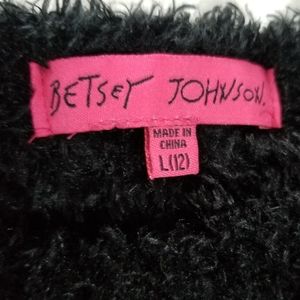 BETSEY JOHNSON.
MADE IN
CHINA
L(12)